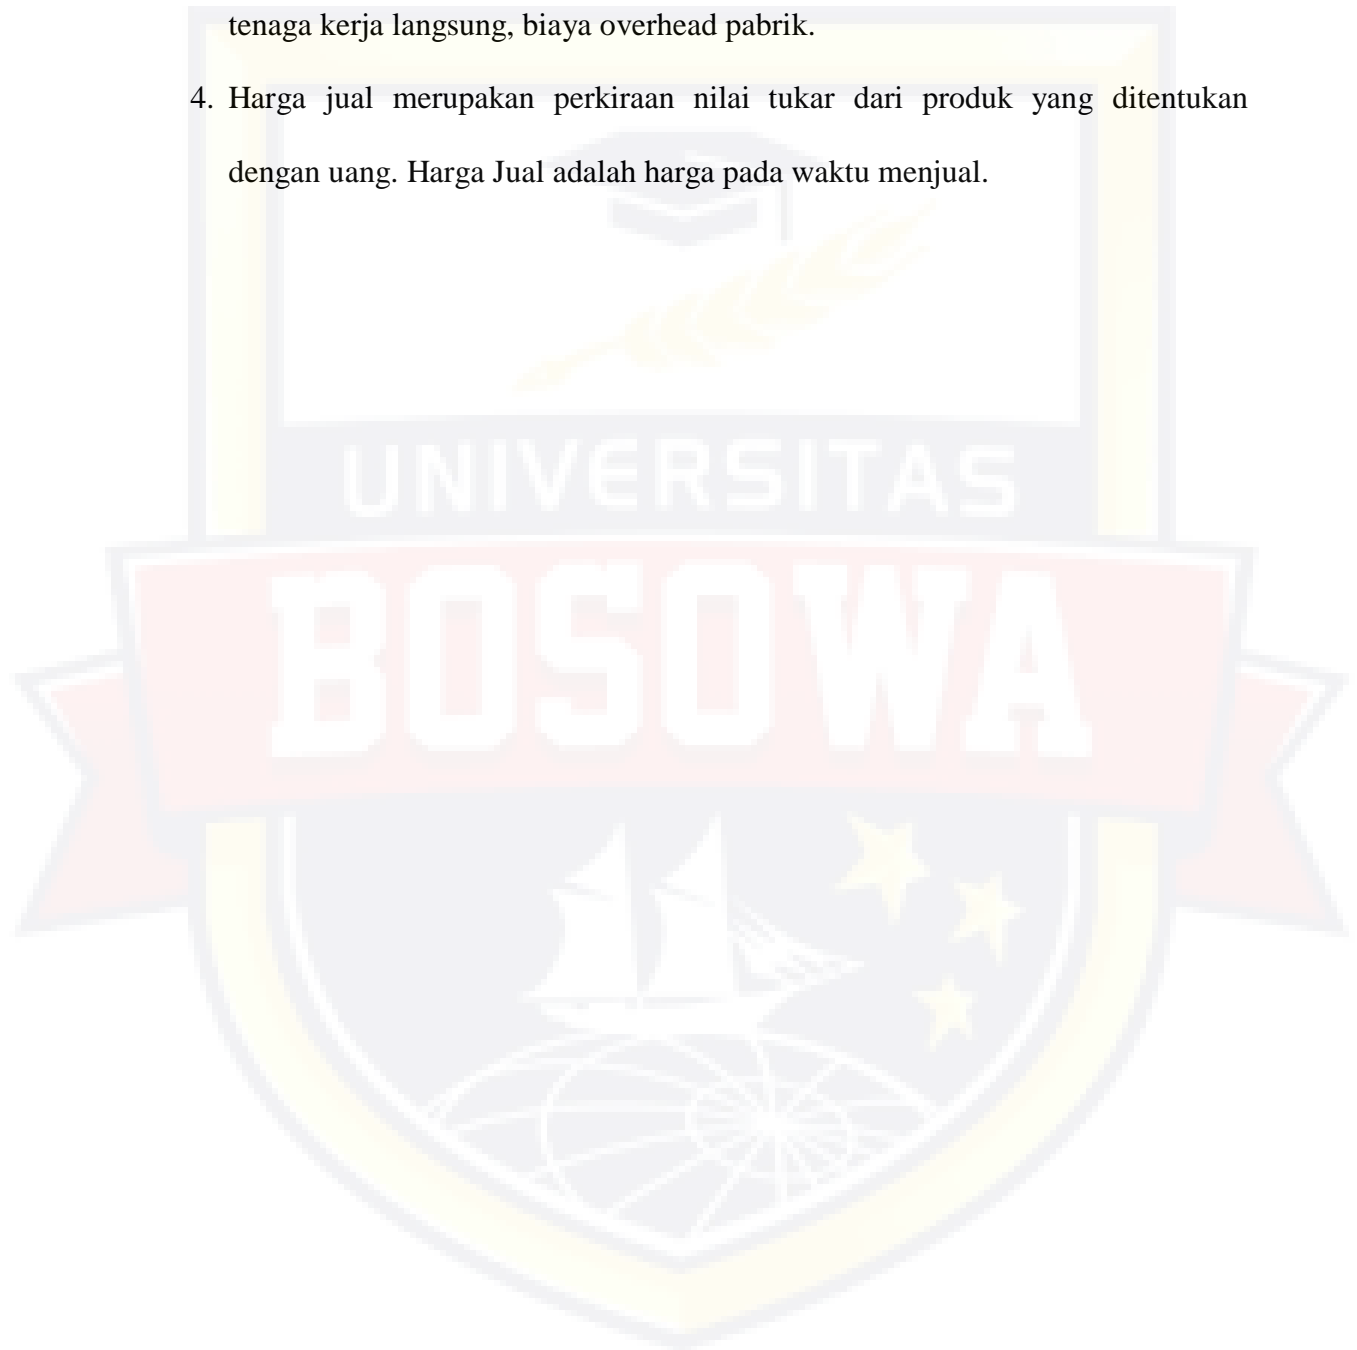 tenaga kerja langsung, biaya overhead pabrik.
4. Harga jual merupakan perkiraan nilai tukar dari produk yang ditentukan
dengan uang. Harga Jual adalah harga pada waktu menjual.
UNIVERSITAS
BOSOWA